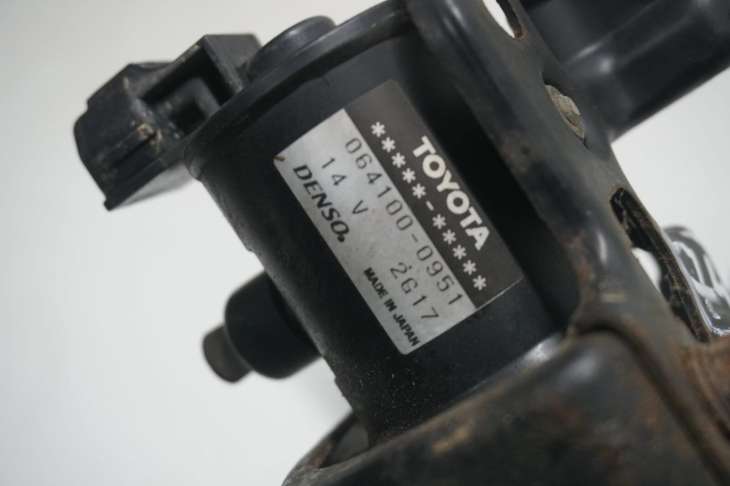 TOYOTA
*****-*****
064100-0951
14 V 2G17
DENSO. MADE IN JAPAN